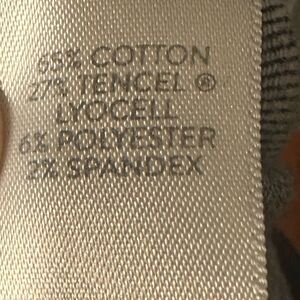 65% COTTON
27% TENCEL ®
LYOCELL
6% POLYESTER
2% SPANDEX